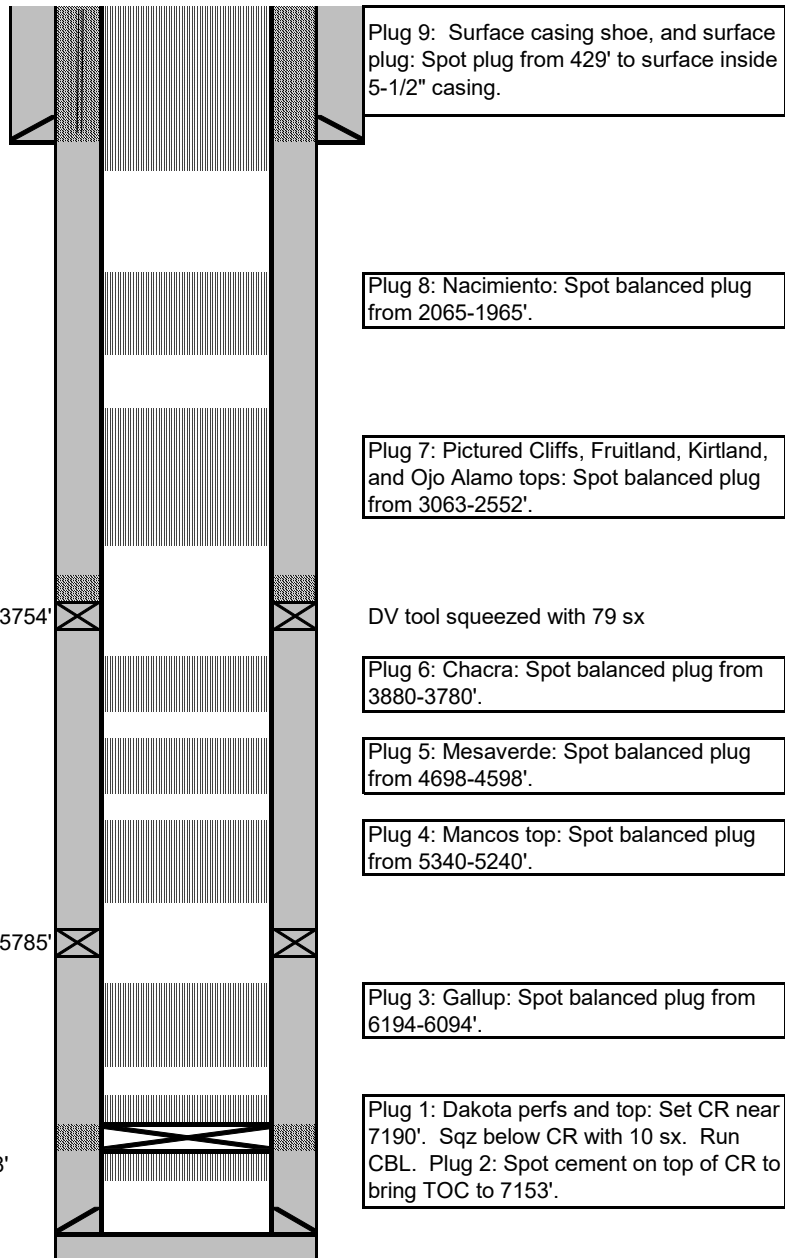 Plug 9:  Surface casing shoe, and surface
plug: Spot plug from 429' to surface inside
5-1/2" casing.
Plug 8: Nacimiento: Spot balanced plug
from 2065-1965'.
Plug 7: Pictured Cliffs, Fruitland, Kirtland,
and Ojo Alamo tops: Spot balanced plug
from 3063-2552'.
3754'
DV tool squeezed with 79 sx
Plug 6: Chacra: Spot balanced plug from
3880-3780'.
Plug 5: Mesaverde: Spot balanced plug
from 4698-4598'.
Plug 4: Mancos top: Spot balanced plug
from 5340-5240'.
5785'
Plug 3: Gallup: Spot balanced plug from
6194-6094'.
Plug 1: Dakota perfs and top: Set CR near
7190'.  Sqz below CR with 10 sx.  Run
CBL.  Plug 2: Spot cement on top of CR to
bring TOC to 7153'.